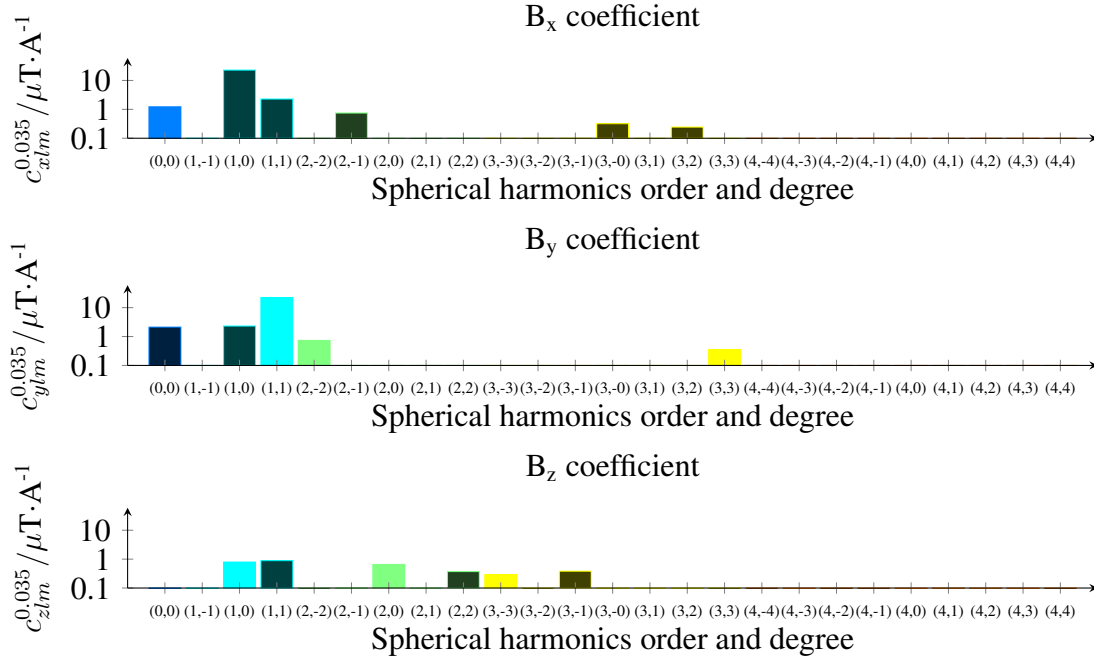 B_x coefficient
c_{xlm}^{0.035} / μT·A^{-1}
10
1
0.1
(0,0) (1,-1) (1,0) (1,1) (2,-2) (2,-1) (2,0) (2,1) (2,2) (3,-3) (3,-2) (3,-1) (3,-0) (3,1) (3,2) (3,3) (4,-4) (4,-3) (4,-2) (4,-1) (4,0) (4,1) (4,2) (4,3) (4,4)
Spherical harmonics order and degree
B_y coefficient
c_{ylm}^{0.035} / μT·A^{-1}
10
1
0.1
(0,0) (1,-1) (1,0) (1,1) (2,-2) (2,-1) (2,0) (2,1) (2,2) (3,-3) (3,-2) (3,-1) (3,-0) (3,1) (3,2) (3,3) (4,-4) (4,-3) (4,-2) (4,-1) (4,0) (4,1) (4,2) (4,3) (4,4)
Spherical harmonics order and degree
B_z coefficient
c_{zlm}^{0.035} / μT·A^{-1}
10
1
0.1
(0,0) (1,-1) (1,0) (1,1) (2,-2) (2,-1) (2,0) (2,1) (2,2) (3,-3) (3,-2) (3,-1) (3,-0) (3,1) (3,2) (3,3) (4,-4) (4,-3) (4,-2) (4,-1) (4,0) (4,1) (4,2) (4,3) (4,4)
Spherical harmonics order and degree